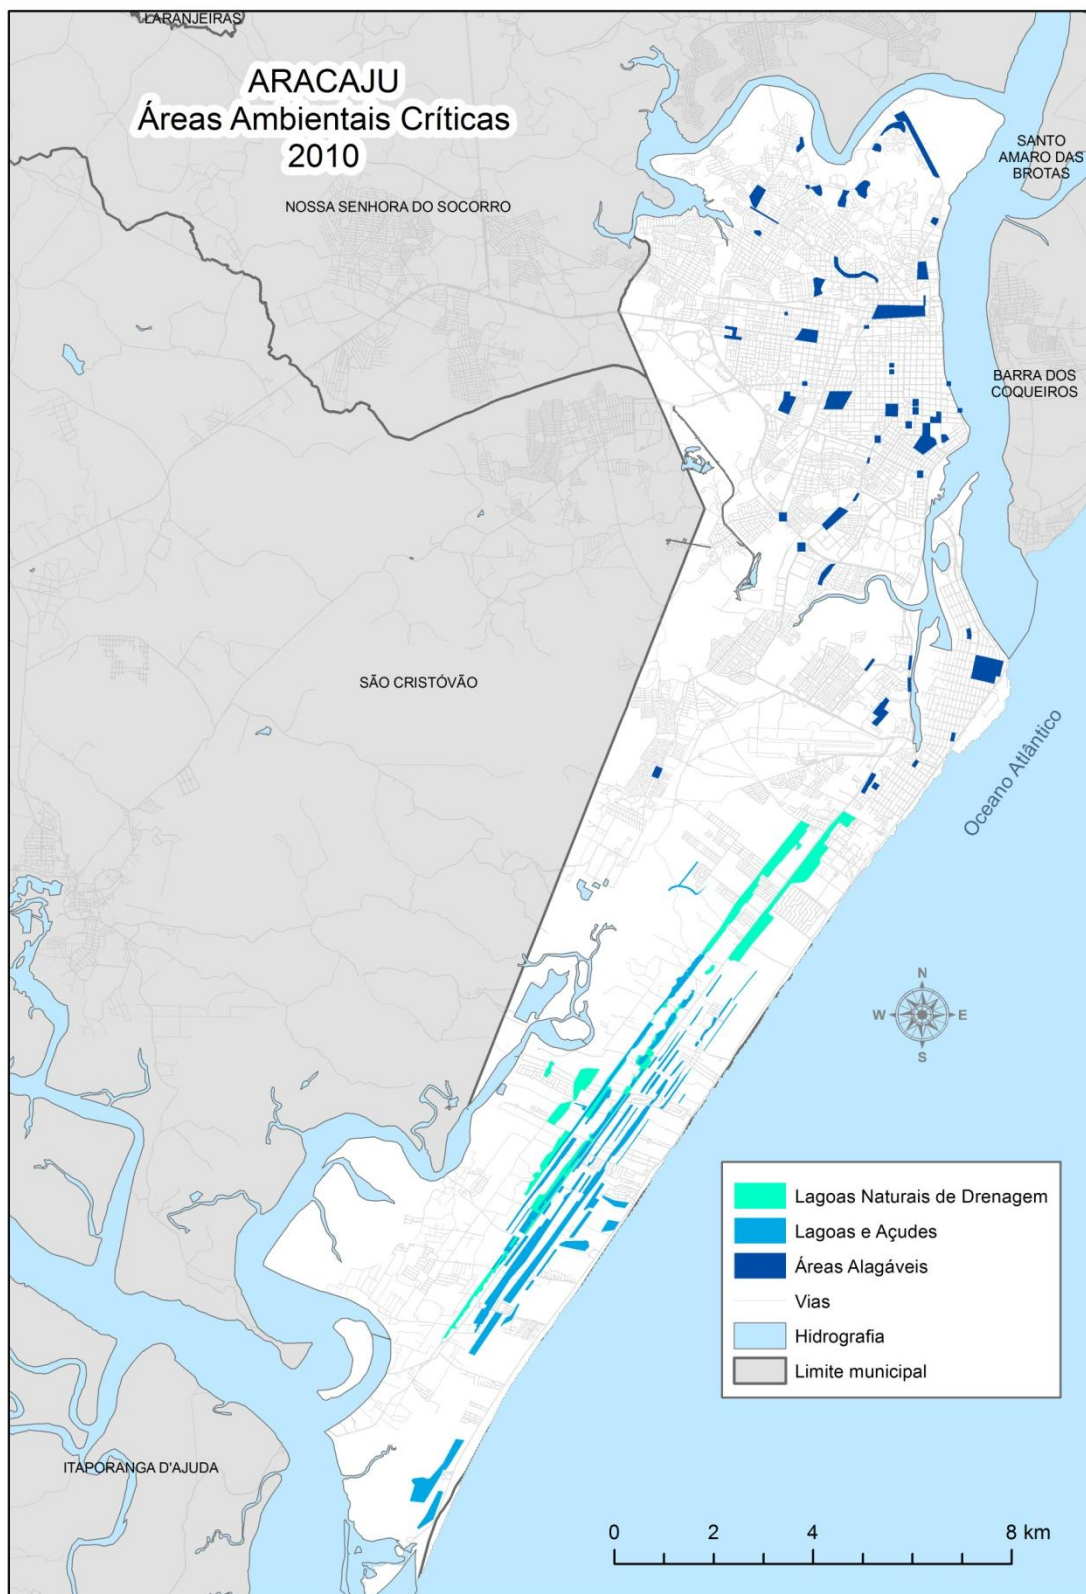 LARANJEIRAS
ARACAJU
Áreas Ambientais Críticas
2010
SANTO
AMARO DAS
BROTAS
NOSSA SENHORA DO SOCORRO
BARRA DOS
COQUEIROS
SÃO CRISTÓVÃO
Oceano Atlântico
N
W E
S
Lagoas Naturais de Drenagem
Lagoas e Açudes
Áreas Alagáveis
Vias
Hidrografia
Limite municipal
ITAPORANGA D'AJUDA
0 2 4 8 km